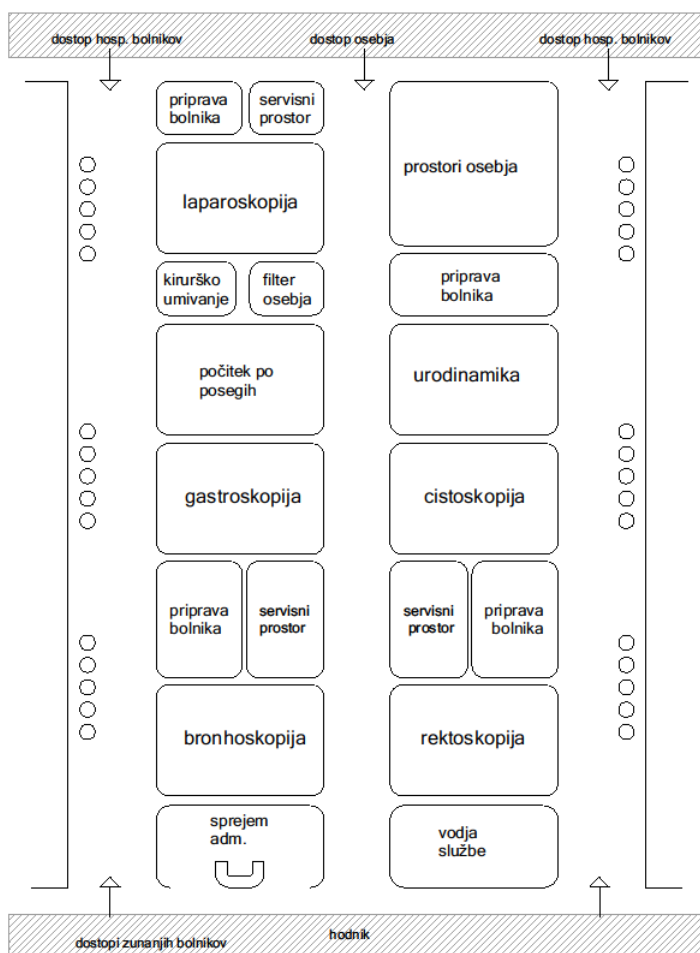 dostop hosp. bolnikov
dostop osebja
dostop hosp. bolnikov
priprava
bolnika
servisni
prostor
prostori osebja
laparoskopija
kirurško
umivanje
filter
osebja
priprava
bolnika
počitek po
posegih
urodinamika
gastroskopija
cistoskopija
priprava
bolnika
servisni
prostor
servisni
prostor
priprava
bolnika
bronhoskopija
rektoskopija
sprejem
adm.
vodja
službe
dostopi zunanjih bolnikov
hodnik